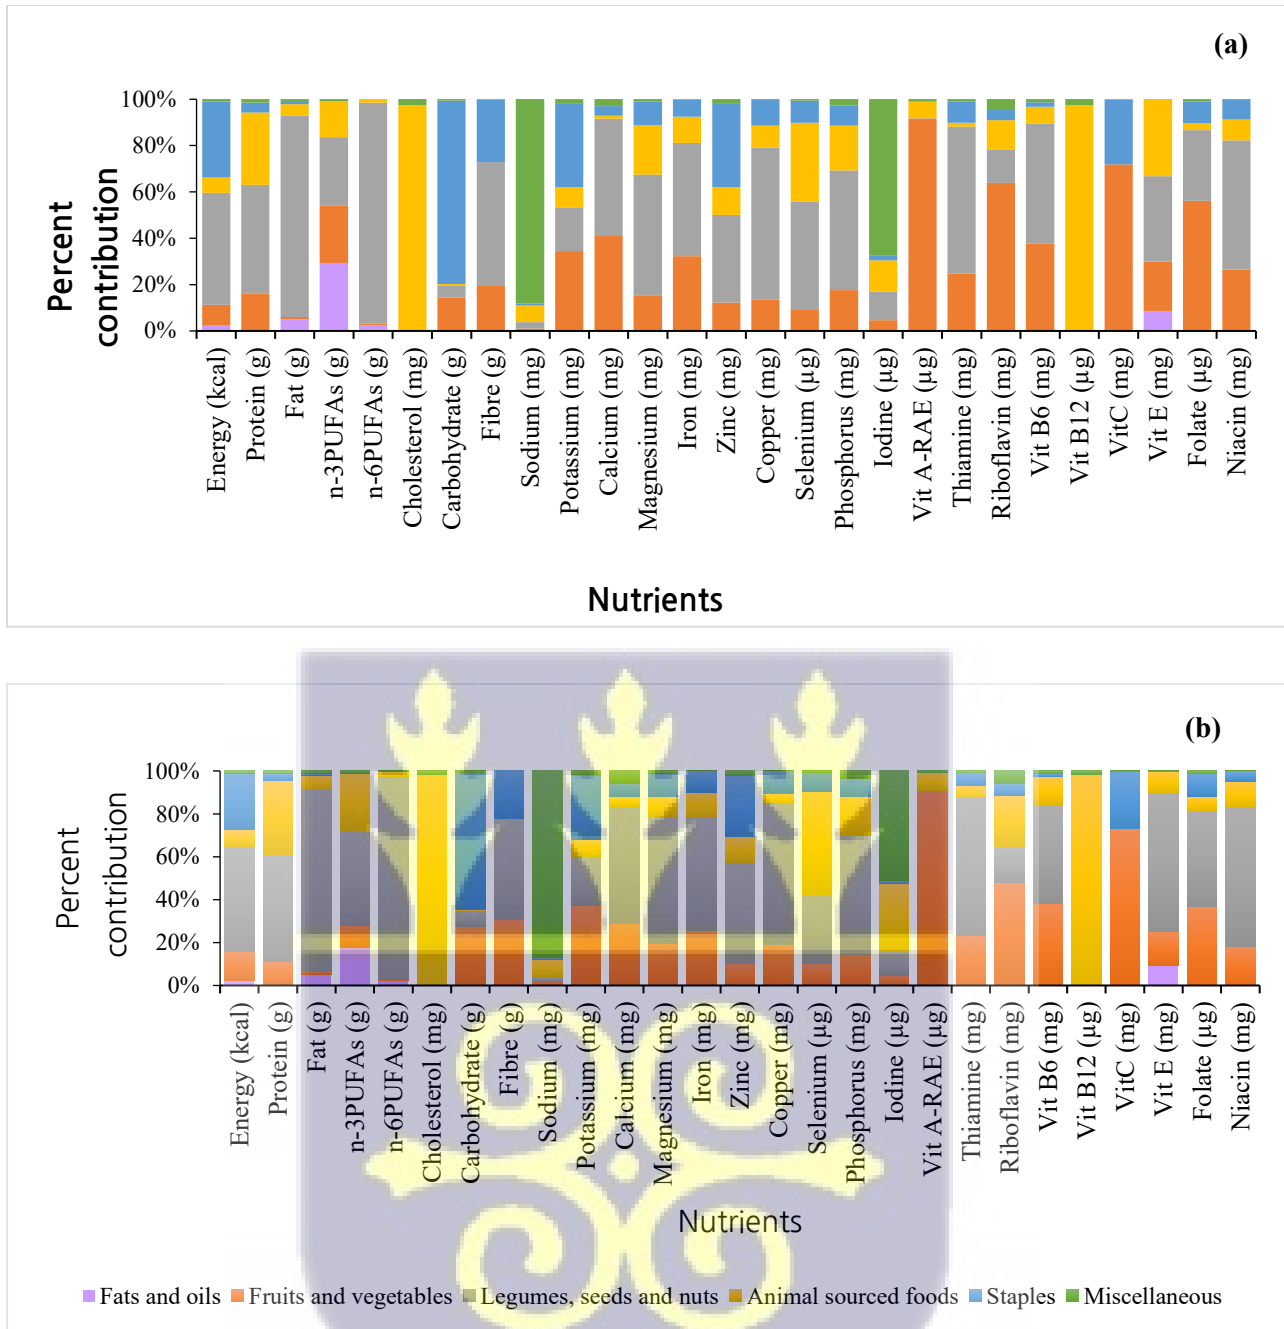 (a)
100%
80%
60%
40%
20%
0%
Percent
contribution
Energy (kcal)
Protein (g)
Fat (g)
n-3PUFAs (g)
n-6PUFAs (g)
Cholesterol (mg)
Carbohydrate (g)
Fibre (g)
Sodium (mg)
Potassium (mg)
Calcium (mg)
Magnesium (mg)
Iron (mg)
Zinc (mg)
Copper (mg)
Selenium (µg)
Phosphorus (mg)
Iodine (µg)
Vit A-RAE (µg)
Thiamine (mg)
Riboflavin (mg)
Vit B6 (mg)
Vit B12 (µg)
VitC (mg)
Vit E (mg)
Folate (µg)
Niacin (mg)
Nutrients
(b)
100%
80%
60%
40%
20%
0%
Percent
contribution
Energy (kcal)
Protein (g)
Fat (g)
n-3PUFAs (g)
n-6PUFAs (g)
Cholesterol (mg)
Carbohydrate (g)
Fibre (g)
Sodium (mg)
Potassium (mg)
Calcium (mg)
Magnesium (mg)
Iron (mg)
Zinc (mg)
Copper (mg)
Selenium (µg)
Phosphorus (mg)
Iodine (µg)
Vit A-RAE (µg)
Thiamine (mg)
Riboflavin (mg)
Vit B6 (mg)
Vit B12 (µg)
VitC (mg)
Vit E (mg)
Folate (µg)
Niacin (mg)
Nutrients
Fats and oils Fruits and vegetables Legumes, seeds and nuts Animal sourced foods Staples Miscellaneous